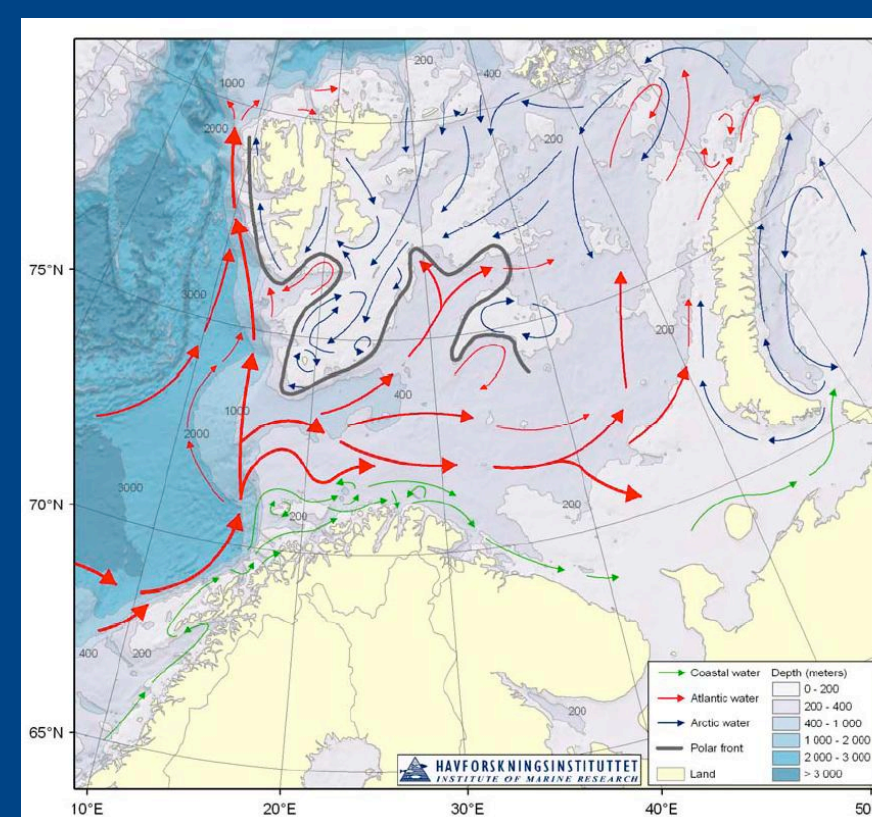 1000
200
400
2000
200
75°N
3000
200
1000
400
2000
3000
70°N
200
200
400
200
200
200
65°N
Coastal water
Atlantic water
Arctic water
Polar front
Land
Depth (meters)
0 - 200
200 - 400
400 - 1 000
1 000 - 2 000
2 000 - 3 000
> 3 000
HAVFORSKNINGSINSTITUTTET
INSTITUTE OF MARINE RESEARCH
10°E
20°E
30°E
40°E
50